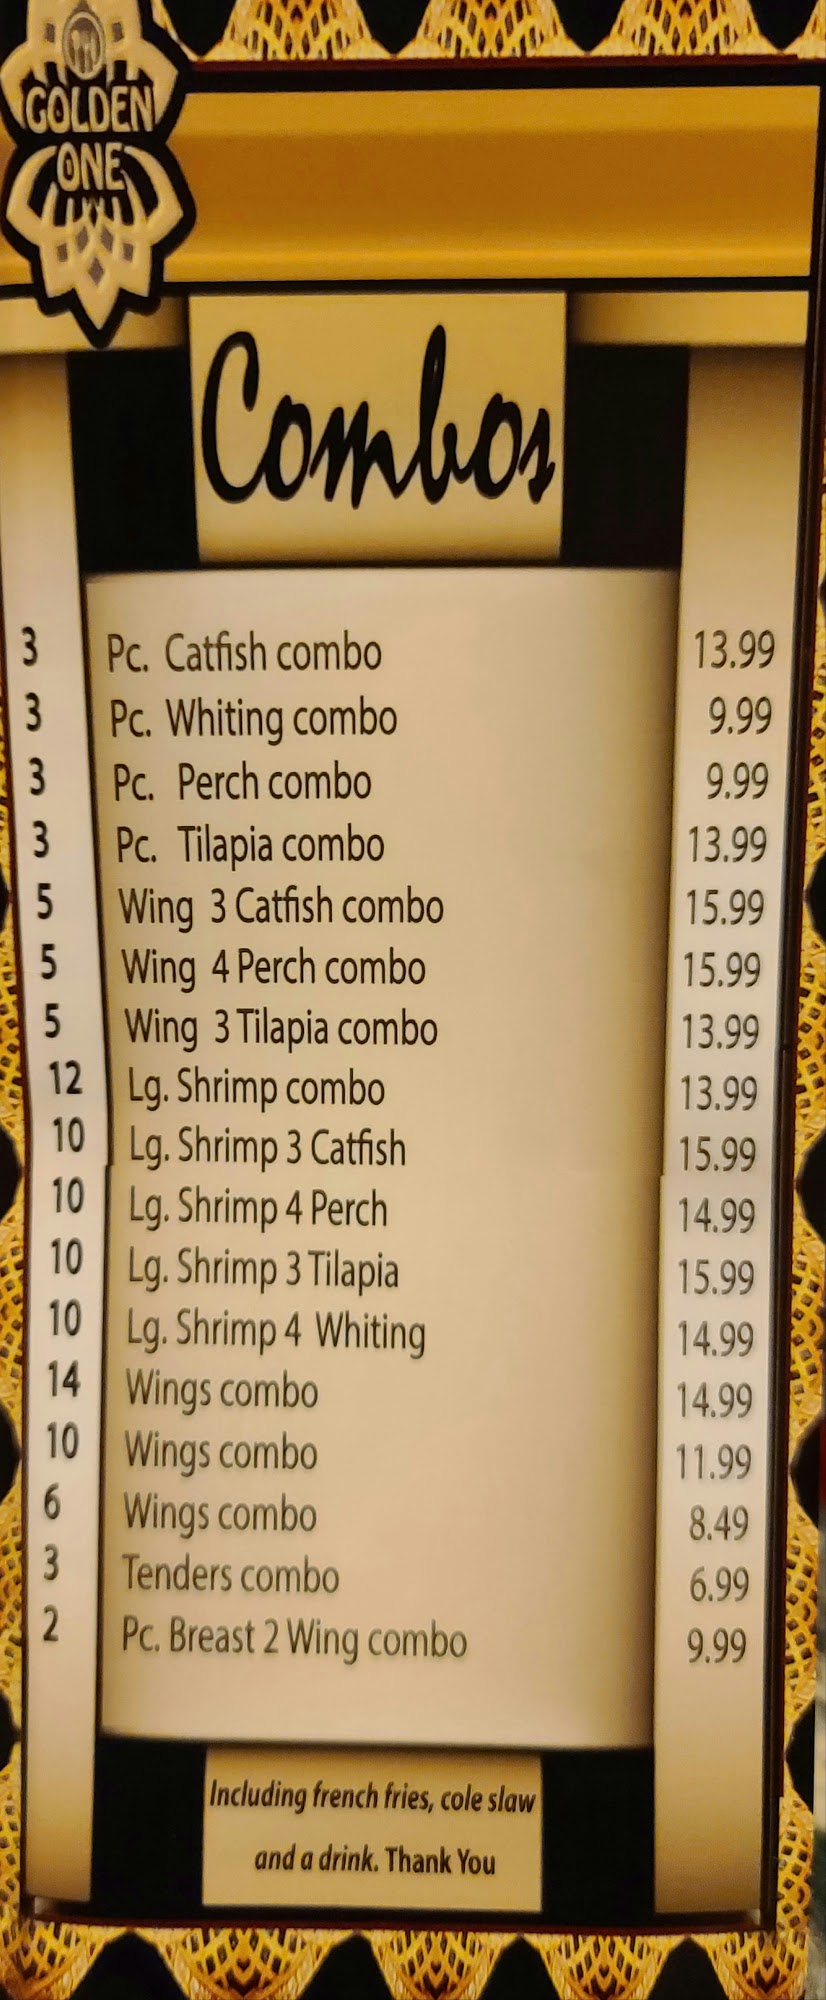 GOLDEN
ONE
Combos
3 Pc. Catfish combo 13.99
3 Pc. Whiting combo 9.99
3 Pc. Perch combo 9.99
3 Pc. Tilapia combo 13.99
5 Wing 3 Catfish combo 15.99
5 Wing 4 Perch combo 15.99
5 Wing 3 Tilapia combo 13.99
12 Lg. Shrimp combo 13.99
10 Lg. Shrimp 3 Catfish 15.99
10 Lg. Shrimp 4 Perch 14.99
10 Lg. Shrimp 3 Tilapia 15.99
10 Lg. Shrimp 4 Whiting 14.99
14 Wings combo 14.99
10 Wings combo 11.99
6 Wings combo 8.49
3 Tenders combo 6.99
2 Pc. Breast 2 Wing combo 9.99
Including french fries, cole slaw
and a drink. Thank You